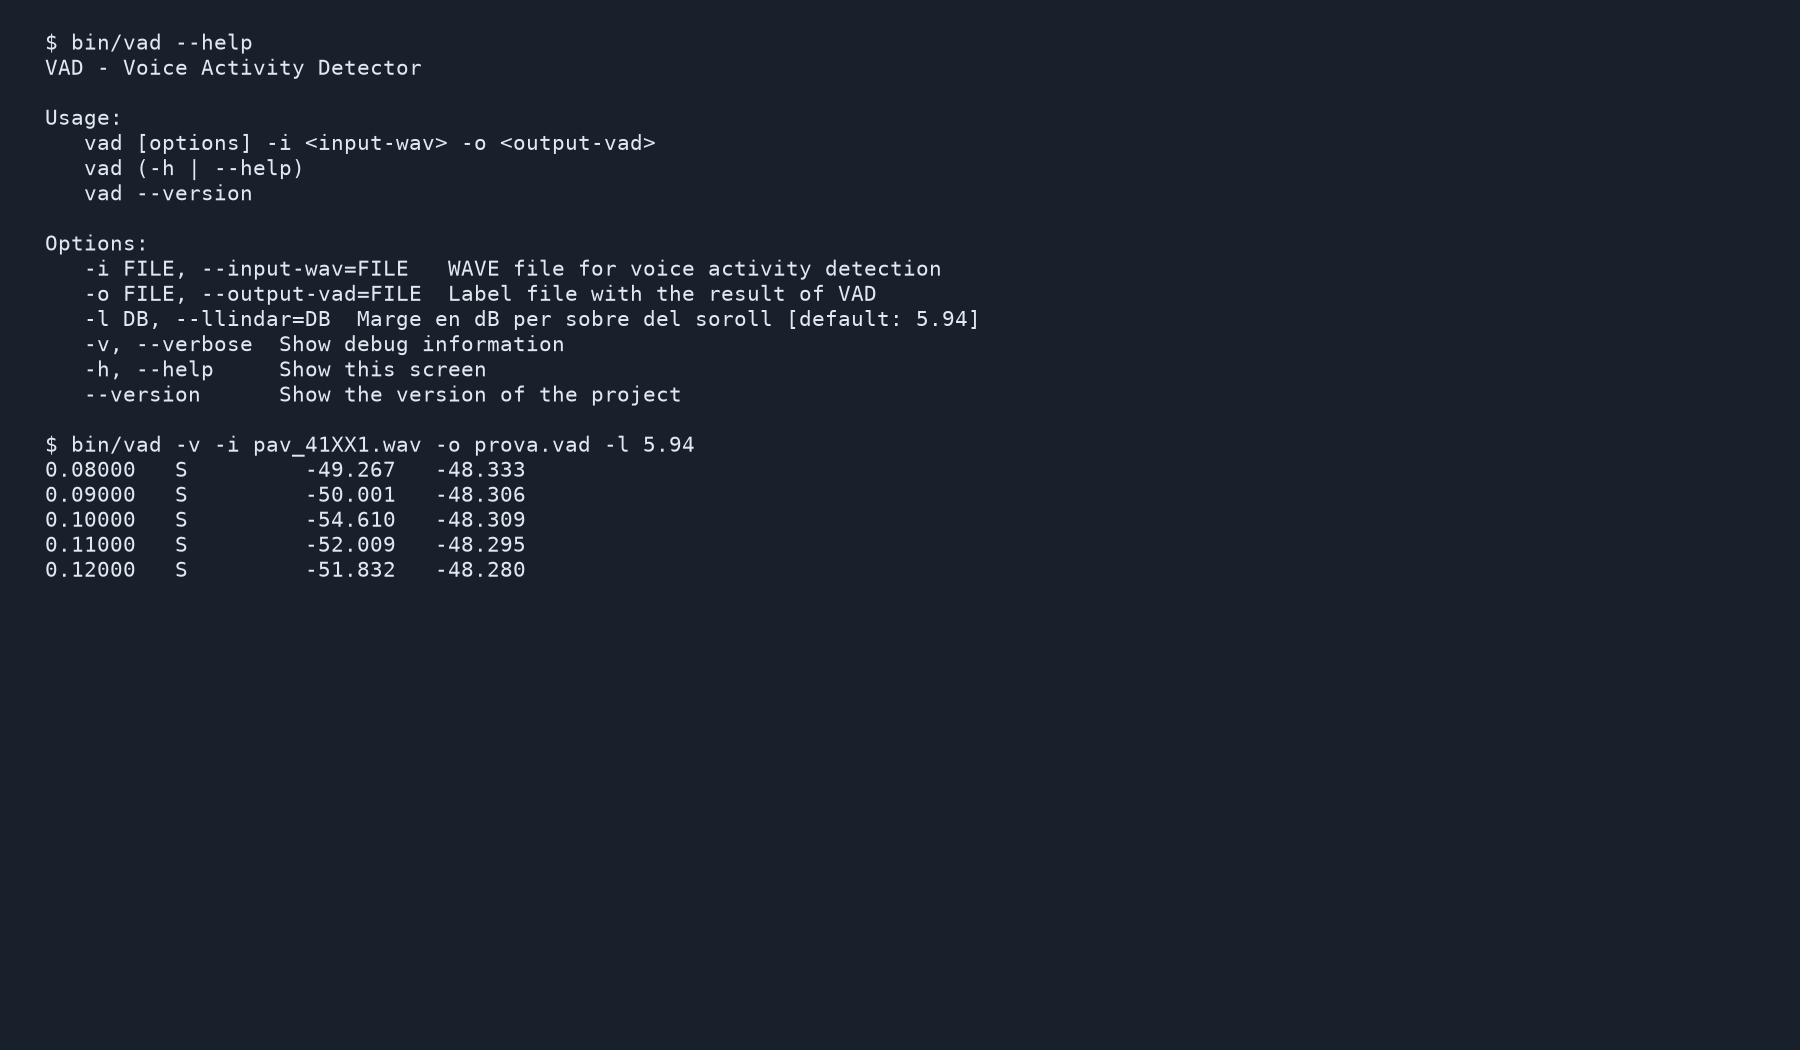 $ bin/vad --help
VAD - Voice Activity Detector

Usage:
   vad [options] -i <input-wav> -o <output-vad>
   vad (-h | --help)
   vad --version

Options:
   -i FILE, --input-wav=FILE   WAVE file for voice activity detection
   -o FILE, --output-vad=FILE  Label file with the result of VAD
   -l DB, --llindar=DB  Marge en dB per sobre del soroll [default: 5.94]
   -v, --verbose  Show debug information
   -h, --help     Show this screen
   --version      Show the version of the project

$ bin/vad -v -i pav_41XX1.wav -o prova.vad -l 5.94
0.08000   S         -49.267   -48.333
0.09000   S         -50.001   -48.306
0.10000   S         -54.610   -48.309
0.11000   S         -52.009   -48.295
0.12000   S         -51.832   -48.280